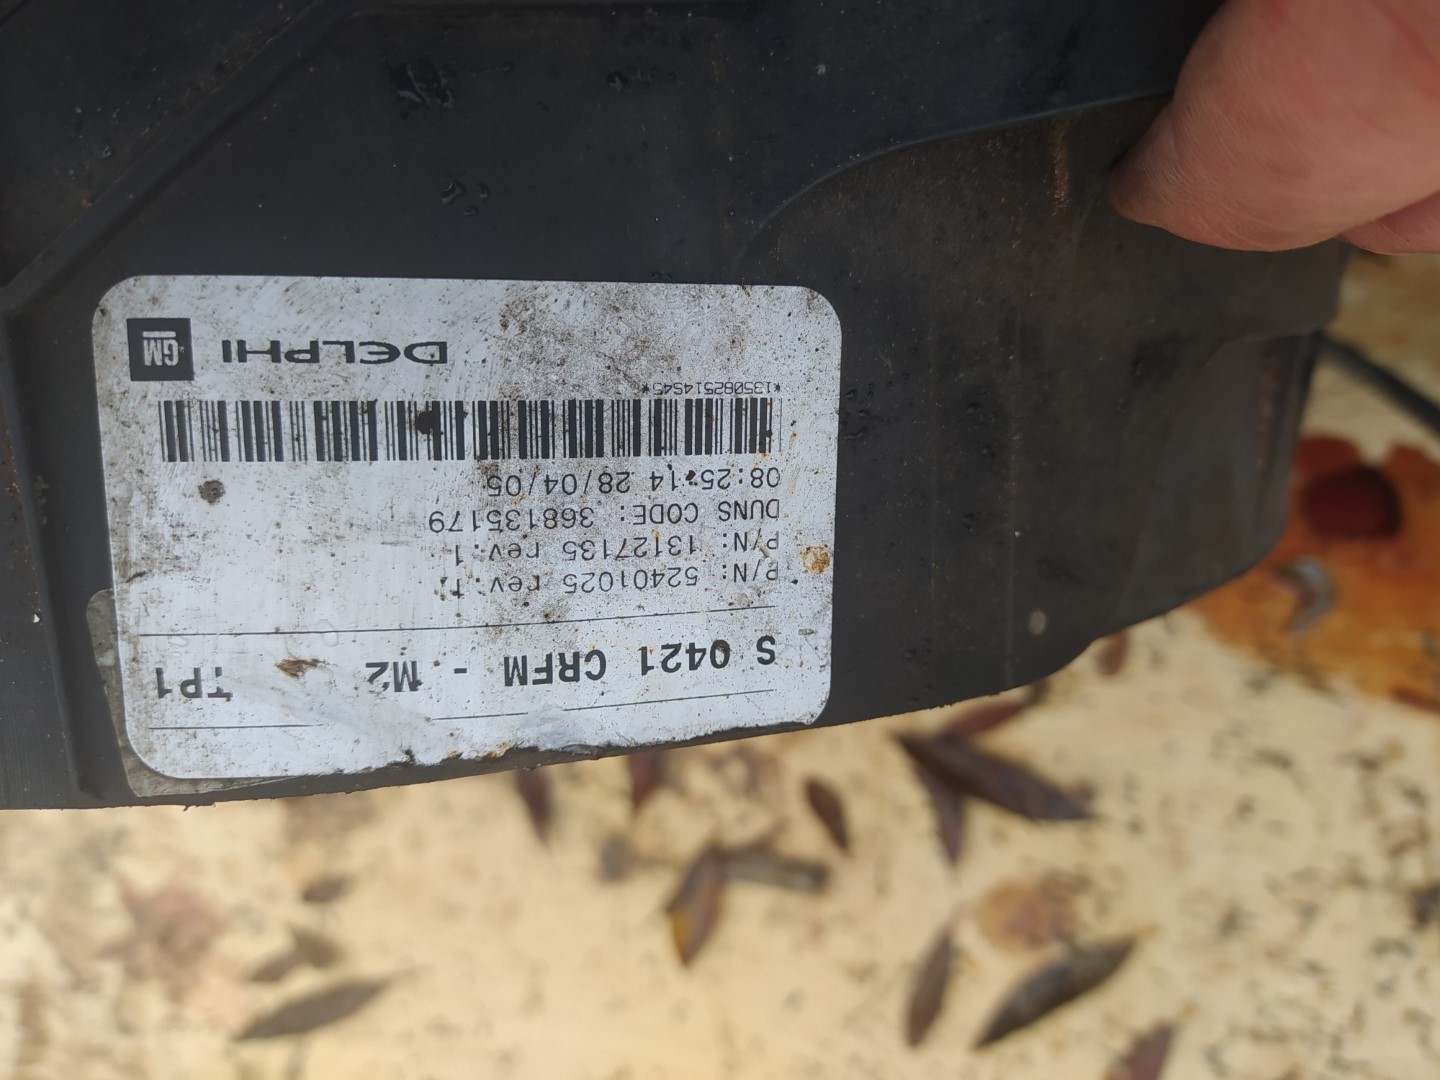 S 0421 CRFM - M2 TP1
P/N: 52401025 rev.1
P/N: 13127135 rev.1
DUNS CODE: 368135179
08:25:14 28/04/05
*135082514S45*
DELPHI GM